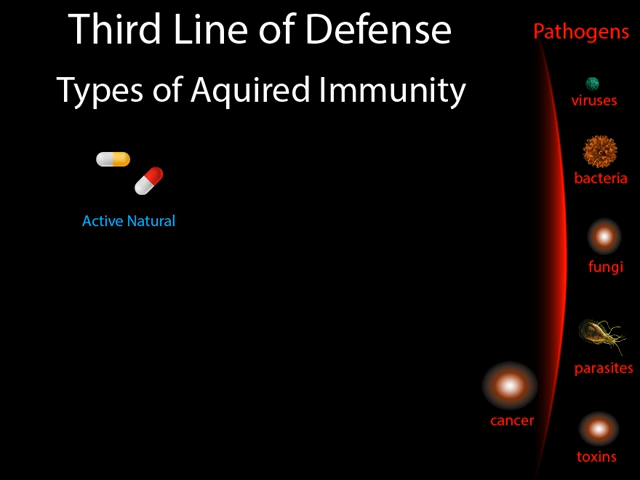 Third Line of Defense
Types of Aquired Immunity
Active Natural
Pathogens
viruses
bacteria
fungi
parasites
cancer
toxins